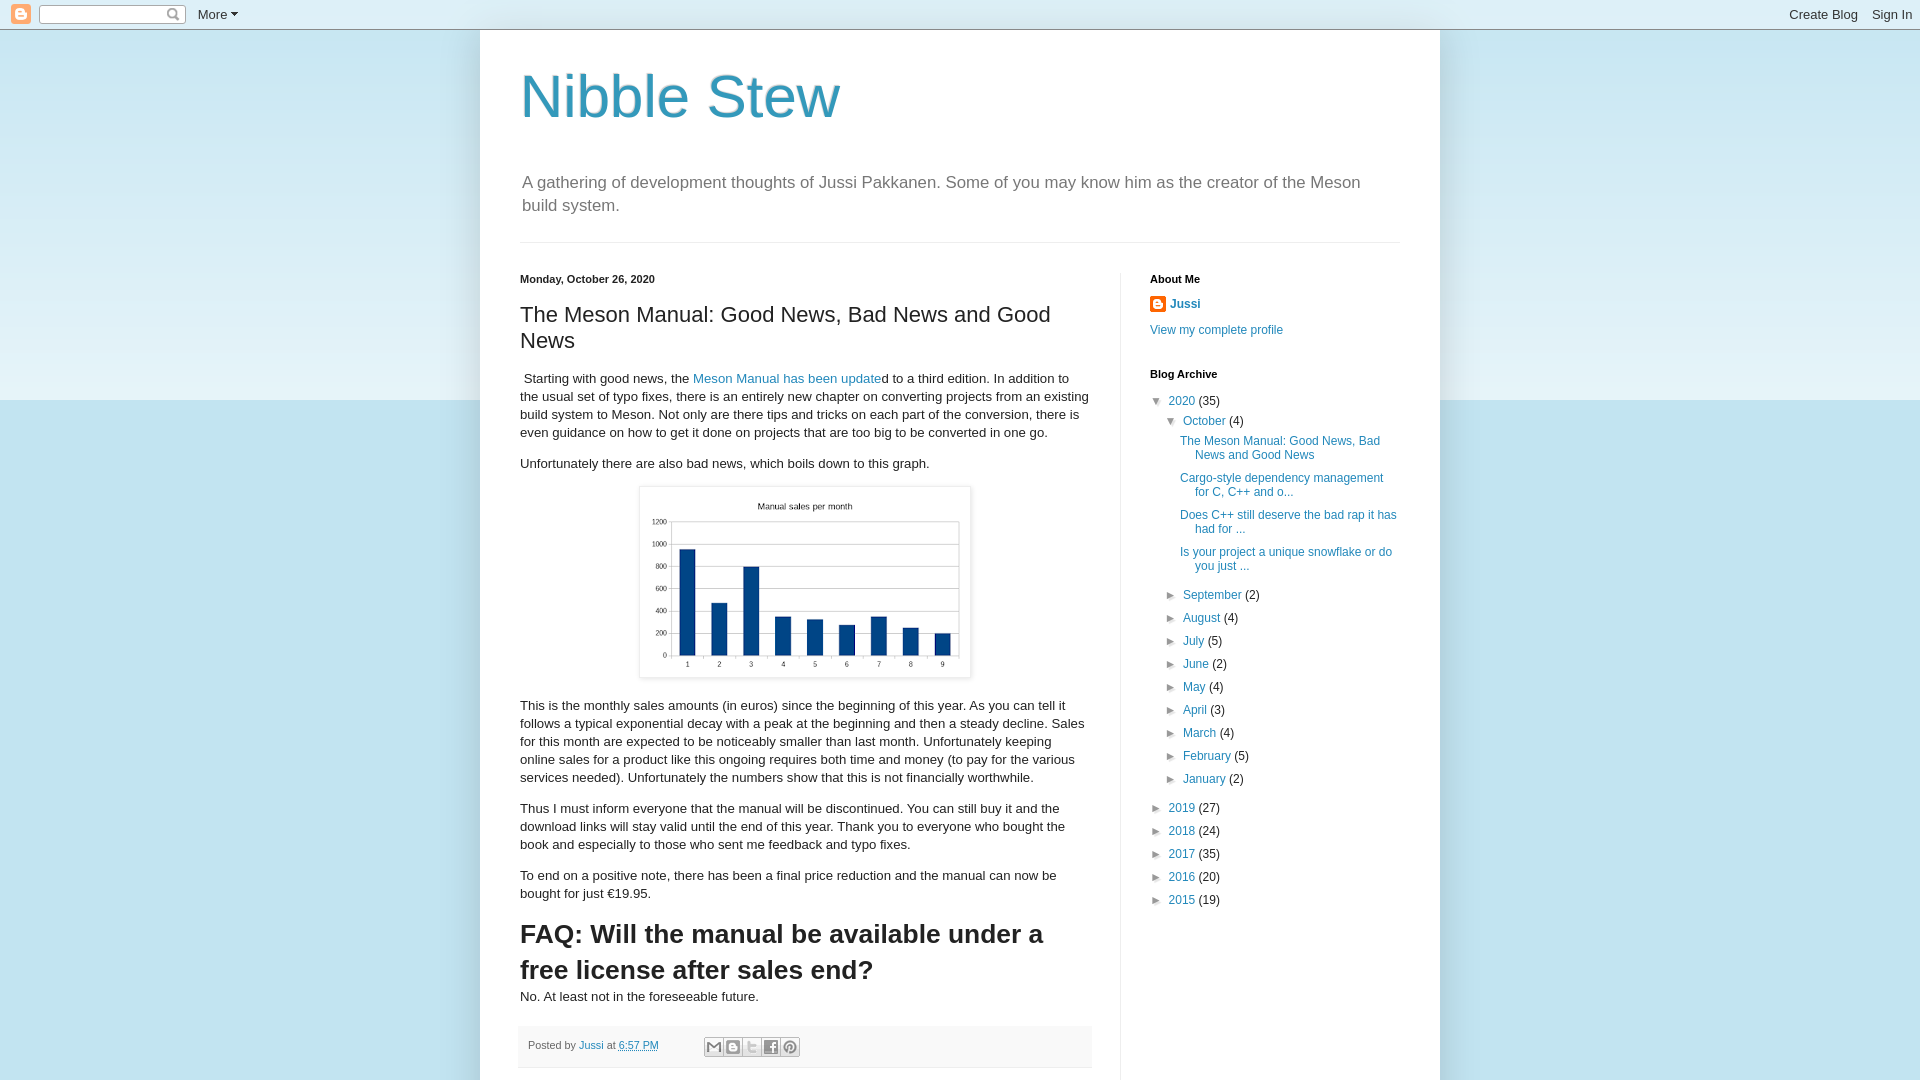 More
Create Blog
Sign In
Nibble Stew
A gathering of development thoughts of Jussi Pakkanen. Some of you may know him as the creator of the Meson
build system.
Monday, October 26, 2020
The Meson Manual: Good News, Bad News and Good
News
Starting with good news, the Meson Manual has been updated to a third edition. In addition to
the usual set of typo fixes, there is an entirely new chapter on converting projects from an existing
build system to Meson. Not only are there tips and tricks on each part of the conversion, there is
even guidance on how to get it done on projects that are too big to be converted in one go.
Unfortunately there are also bad news, which boils down to this graph.
Manual sales per month
1200
1000
800
600
400
200
0
1 2 3 4 5 6 7 8 9
This is the monthly sales amounts (in euros) since the beginning of this year. As you can tell it
follows a typical exponential decay with a peak at the beginning and then a steady decline. Sales
for this month are expected to be noticeably smaller than last month. Unfortunately keeping
online sales for a product like this ongoing requires both time and money (to pay for the various
services needed). Unfortunately the numbers show that this is not financially worthwhile.
Thus I must inform everyone that the manual will be discontinued. You can still buy it and the
download links will stay valid until the end of this year. Thank you to everyone who bought the
book and especially to those who sent me feedback and typo fixes.
To end on a positive note, there has been a final price reduction and the manual can now be
bought for just €19.95.
FAQ: Will the manual be available under a
free license after sales end?
No. At least not in the foreseeable future.
Posted by Jussi at 6:57 PM
About Me
Jussi
View my complete profile
Blog Archive
▼ 2020 (35)
▼ October (4)
The Meson Manual: Good News, Bad
News and Good News
Cargo-style dependency management
for C, C++ and o...
Does C++ still deserve the bad rap it has
had for ...
Is your project a unique snowflake or do
you just ...
► September (2)
► August (4)
► July (5)
► June (2)
► May (4)
► April (3)
► March (4)
► February (5)
► January (2)
► 2019 (27)
► 2018 (24)
► 2017 (35)
► 2016 (20)
► 2015 (19)